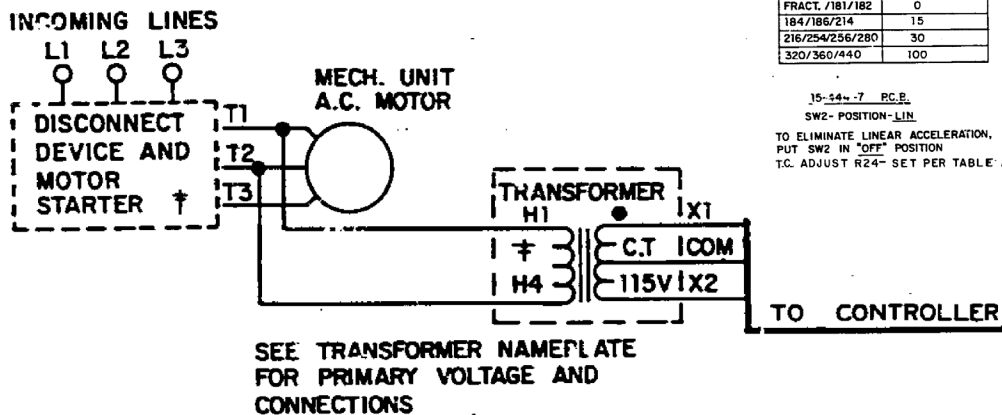 INCOMING LINES
L1 L2 L3
DISCONNECT
DEVICE AND
MOTOR
STARTER ‡
T1
T2
T3
MECH. UNIT
A.C. MOTOR
TRANSFORMER
H1
‡
H4
X1
C.T COM
115V X2
TO CONTROLLER
SEE TRANSFORMER NAMEPLATE
FOR PRIMARY VOLTAGE AND
CONNECTIONS
FRACT. /181/182 0
184/186/214 15
216/254/256/280 30
320/360/440 100
P.C.B.
SW2- POSITION-LIN
TO ELIMINATE LINEAR ACCELERATION,
PUT SW2 IN "OFF" POSITION
T.C. ADJUST R24- SET PER TABLE